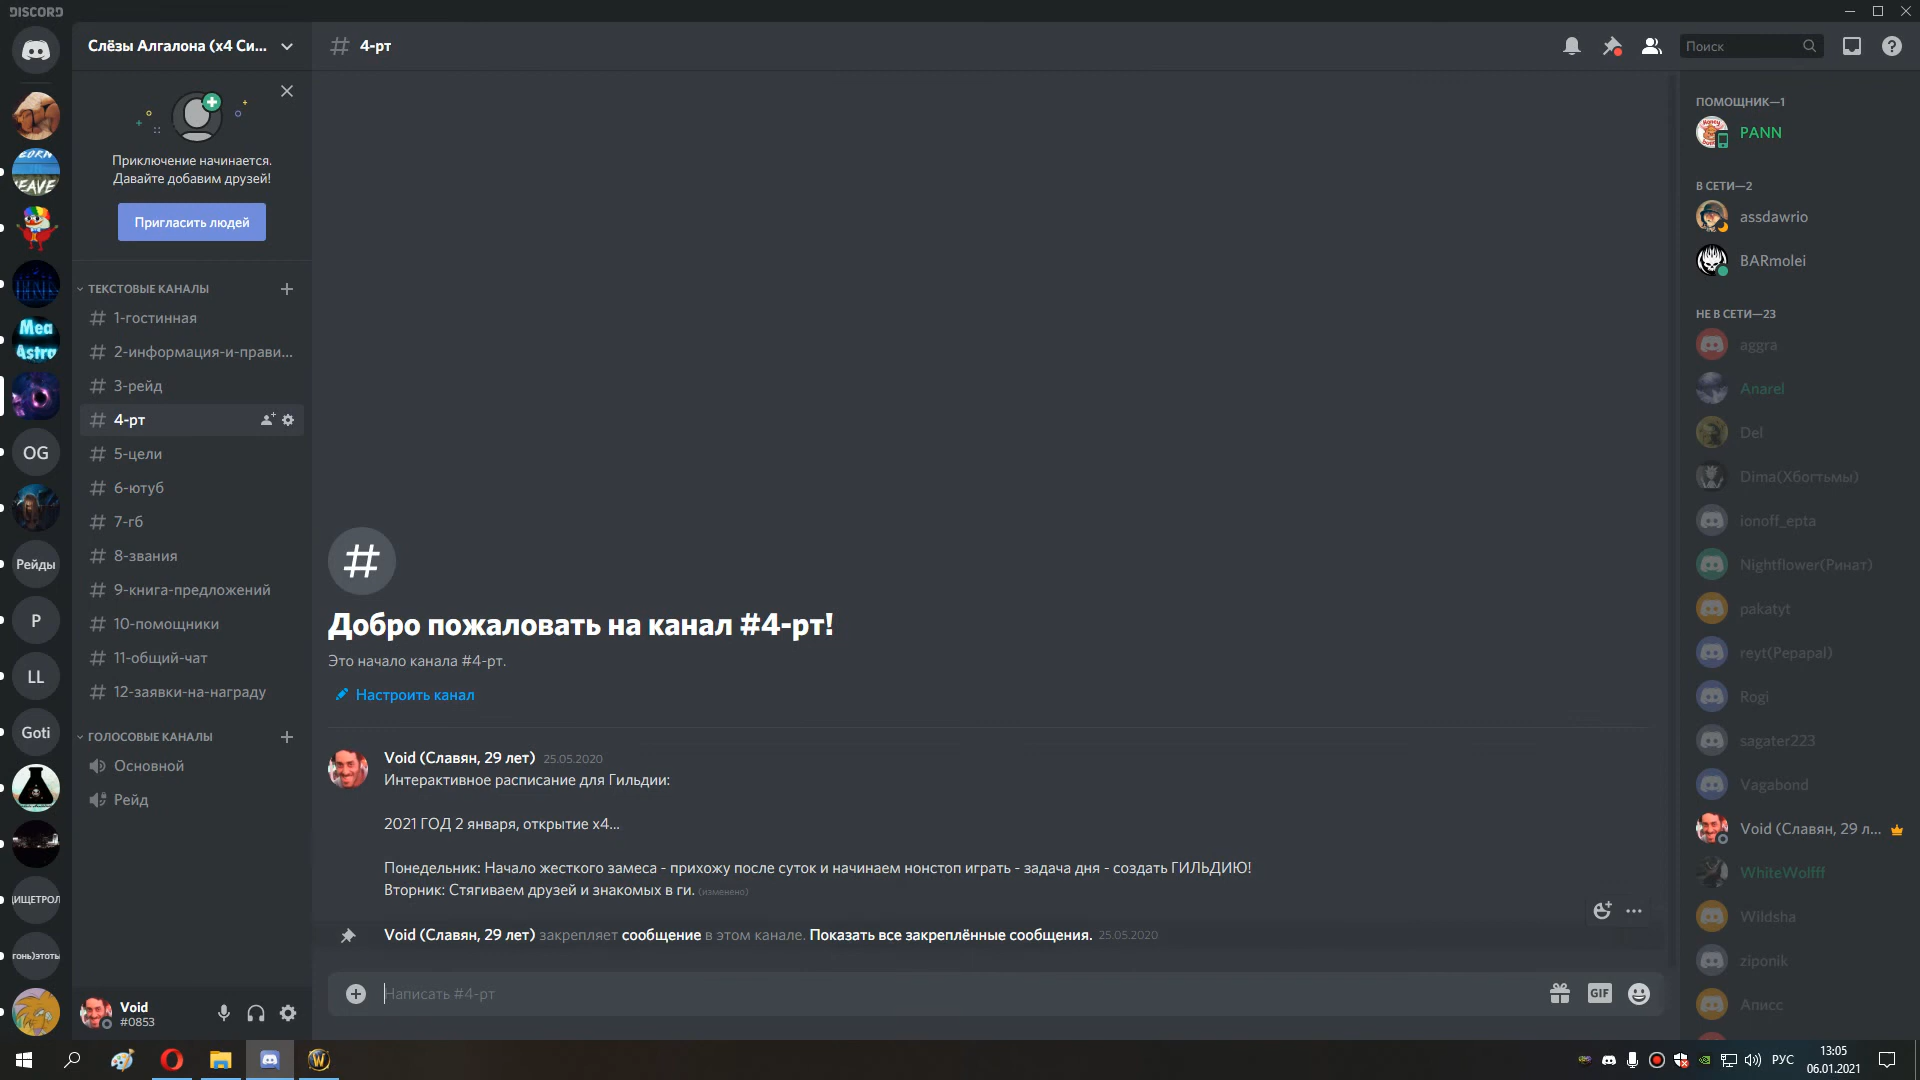 DISCORD
Слёзы Алгалона (x4 Си...
4-рт
Поиск
Приключение начинается.
Давайте добавим друзей!
Пригласить людей
ТЕКСТОВЫЕ КАНАЛЫ
1-гостинная
2-информация-и-прави...
3-рейд
4-рт
5-цели
6-ютуб
7-гб
8-звания
9-книга-предложений
10-помощники
11-общий-чат
12-заявки-на-награду
ГОЛОСОВЫЕ КАНАЛЫ
Основной
Рейд
Mea
Astro
OG
Рейды
P
LL
Goti
ИЩЕТРОЛ
гонь)этоты
Void
#0853
Добро пожаловать на канал #4-рт!
Это начало канала #4-рт.
Настроить канал
Void (Славян, 29 лет) 25.05.2020
Интерактивное расписание для Гильдии:
2021 ГОД 2 января, открытие x4...
Понедельник: Начало жесткого замеса - прихожу после суток и начинаем нонстоп играть - задача дня - создать ГИЛЬДИЮ!
Вторник: Стягиваем друзей и знакомых в ги. (изменено)
Void (Славян, 29 лет) закрепляет сообщение в этом канале. Показать все закреплённые сообщения. 25.05.2020
Написать #4-рт
GIF
ПОМОЩНИК—1
PANN
В СЕТИ—2
assdawrio
BARmolei
НЕ В СЕТИ—23
aggra
Anarel
Del
Dima(Хбогтьмы)
ionoff_epta
Nightflower(Ринат)
pakatyt
reyt(Pepapal)
Rogi
sagater223
Vagabond
Void (Славян, 29 л...
WhiteWolfff
Wildsha
ziponik
Алисс
РУС
13:05
06.01.2021